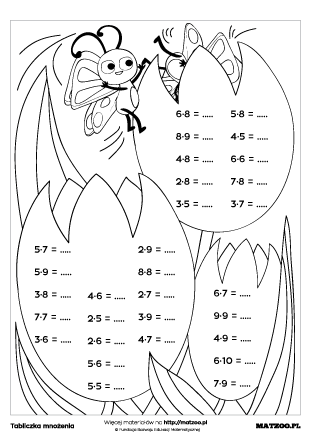 6·8 = ..... 5·8 = .....
8·9 = ..... 4·5 = .....
4·8 = ..... 6·6 = .....
2·8 = ..... 7·8 = .....
3·5 = ..... 3·7 = .....
5·7 = ..... 2·9 = .....
5·9 = ..... 8·8 = .....
3·8 = ..... 4·6 = ..... 2·7 = .....
7·7 = ..... 2·5 = ..... 3·9 = .....
3·6 = ..... 2·6 = ..... 4·7 = .....
5·6 = .....
5·5 = .....
6·7 = .....
9·9 = .....
4·9 = .....
6·10 = .....
7·9 = .....
Tabliczka mnożenia
Więcej materiałów na http://matzoo.pl
© Fundacja Rozwoju Edukacji Matematycznej
MATZOO.PL